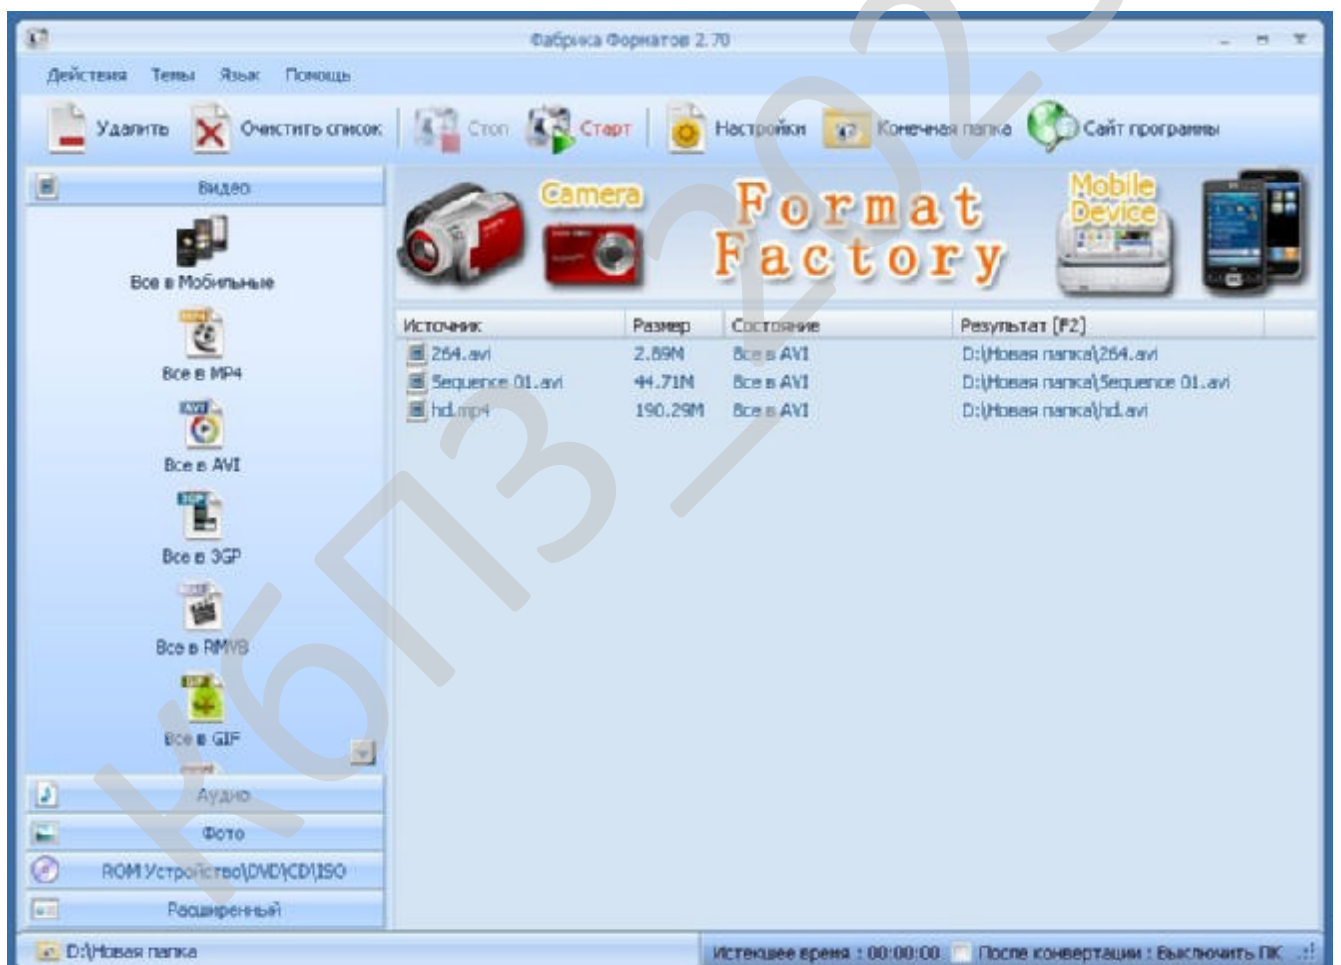 Фабрика Форматов 2.70
Действия Темы Язык Помощь
Удалить Очистить список Стоп Старт Настройки Конечная папка Сайт программы
Видео
Camera
Format Factory
Mobile Device
Все в Мобильные
Все в MP4
Все в AVI
Все в 3GP
Все в RMVB
Все в GIF
Источник Размер Состояние Результат [F2]
264.avi 2.89M Все в AVI D:\Новая папка\264.avi
Sequence 01.avi 44.71M Все в AVI D:\Новая папка\Sequence 01.avi
hd.mp4 190.29M Все в AVI D:\Новая папка\hd.avi
Аудио
Фото
ROM Устройство\DVD\CD\ISO
Расширенный
D:\Новая папка Истекшее время : 00:00:00 После конвертации : Выключить ПК
КбПЗ_202